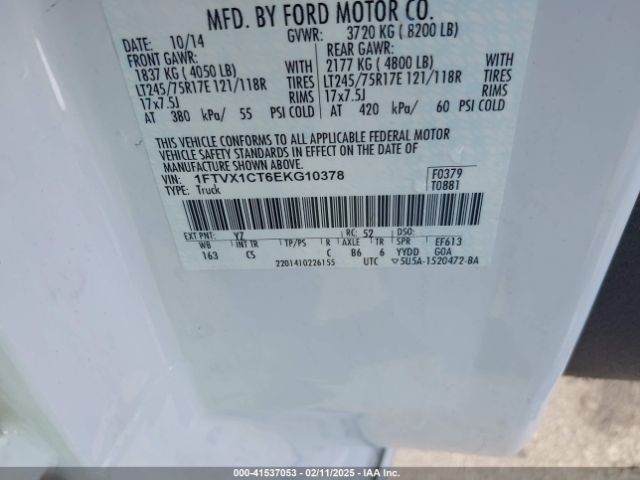 MFD. BY FORD MOTOR CO.
DATE: 10/14 GVWR: 3720 KG ( 8200 LB)
FRONT GAWR: REAR GAWR:
1837 KG ( 4050 LB) WITH 2177 KG ( 4800 LB) WITH
LT245/75R17E 121/118R TIRES LT245/75R17E 121/118R TIRES
17x7.5J RIMS 17x7.5J RIMS
AT 380 kPa/ 55 PSI COLD AT 420 kPa/ 60 PSI COLD
THIS VEHICLE CONFORMS TO ALL APPLICABLE FEDERAL MOTOR
VEHICLE SAFETY STANDARDS IN EFFECT ON THE DATE OF
MANUFACTURE SHOWN ABOVE.
VIN: 1FTVX1CT6EKG10378 F0379
TYPE: Truck T0881
EXT PNT: YZ RC: 52 DSO:
WB INT TR TP/PS R AXLE TR SPR EF613
163 CS C B6 6 YYDD G0A
2201410226155 UTC 5U5A-1520472-BA
00-41537053 - 02/11/2025 - IAA Inc.